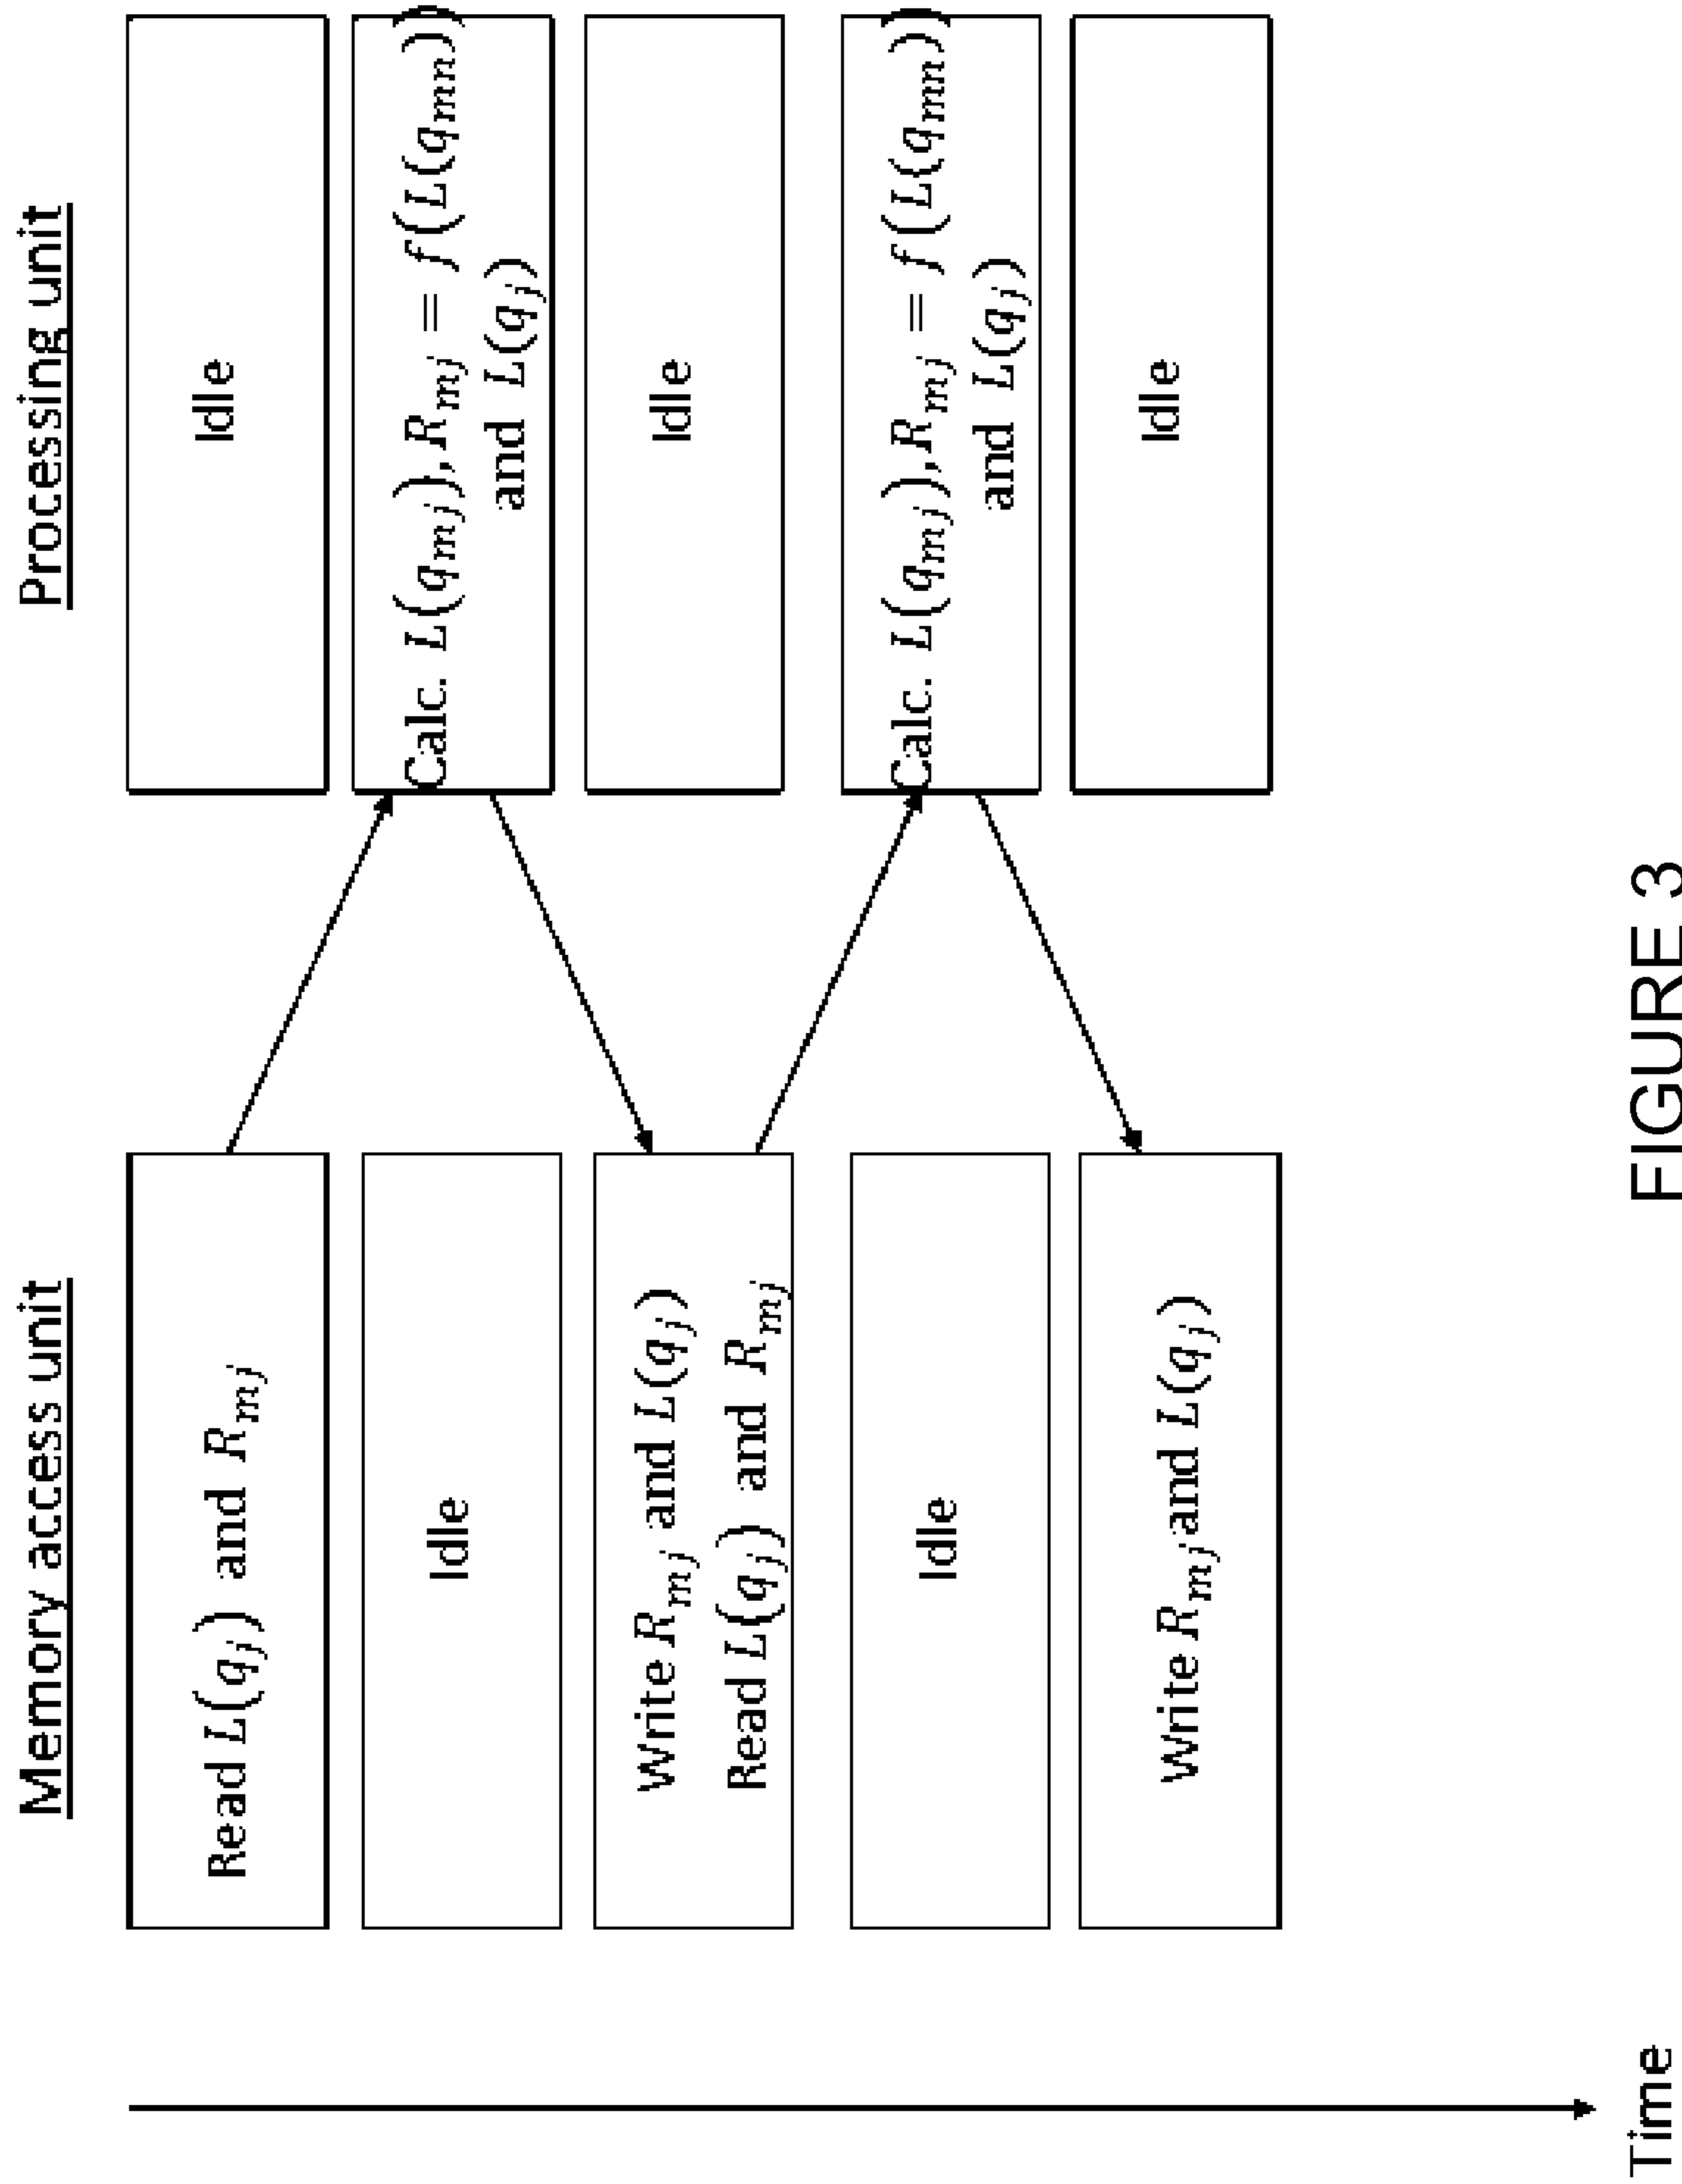 Memory access unit
Processing unit
Read L(q_j) and R_mj
Idle
Idle
Calc. L(q_mj)), R_mj = f(L(q_mn))
and L(q_j)
Write R_mj and L(q_j)
Read L(q_j) and R_mj
Idle
Idle
Calc. L(q_mj)), R_mj = f(L(q_mn))
and L(q_j)
Write R_mj and L(q_j)
Idle
Time
FIGURE 3